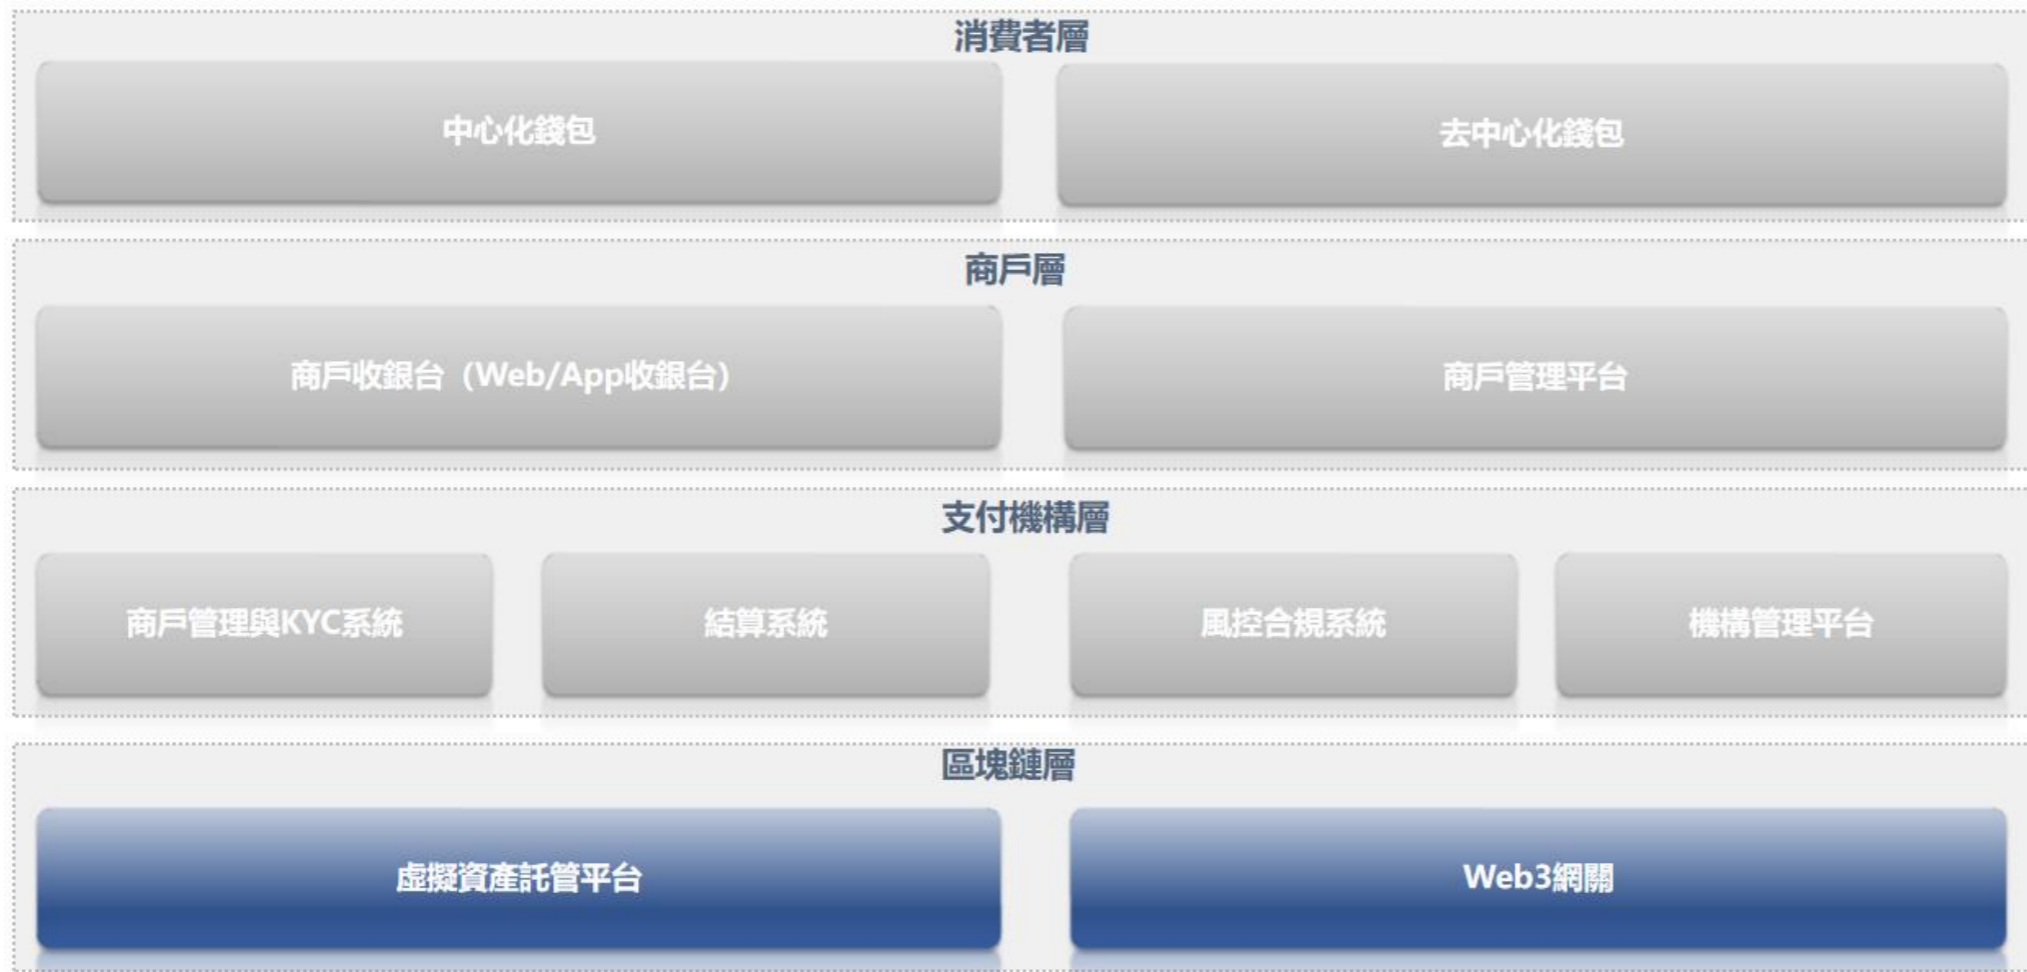 消費者層
中心化錢包
去中心化錢包
商戶層
商戶收銀台（Web/App收銀台）
商戶管理平台
支付機構層
商戶管理與KYC系統
結算系統
風控合規系統
機構管理平台
區塊鏈層
虛擬資產託管平台
Web3網關